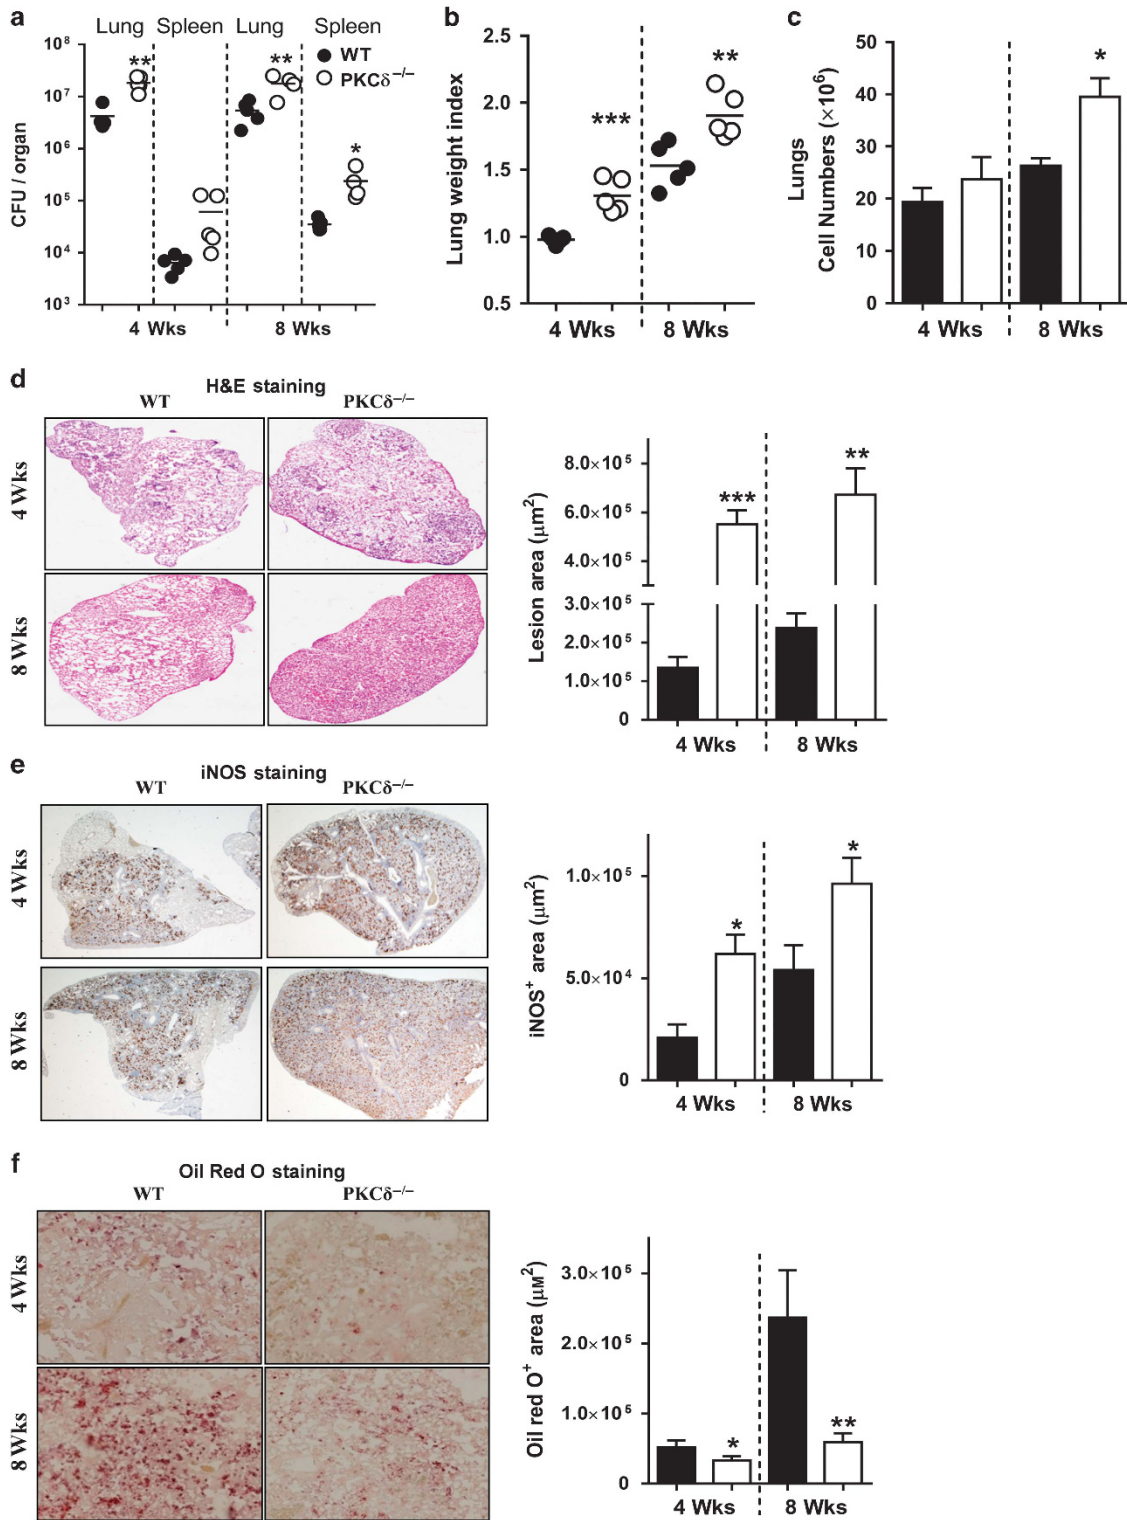 a
Lung Spleen Lung Spleen
● WT
○ PKCδ⁻/⁻
CFU / organ
10⁸
10⁷
10⁶
10⁵
10⁴
10³
** ** *
4 Wks 8 Wks
b
Lung weight index
2.5
2.0
1.5
1.0
0.5
*** **
4 Wks 8 Wks
c
Lungs
Cell Numbers (×10⁶)
50
40
30
20
10
0
*
4 Wks 8 Wks
d
H&E staining
WT PKCδ⁻/⁻
4 Wks
8 Wks
Lesion area (μm²)
8.0×10⁵
6.0×10⁵
4.0×10⁵
3.0×10⁵
2.0×10⁵
1.0×10⁵
0
*** **
4 Wks 8 Wks
e
iNOS staining
WT PKCδ⁻/⁻
4 Wks
8 Wks
iNOS⁺ area (μm²)
1.0×10⁵
5.0×10⁴
0
* *
4 Wks 8 Wks
f
Oil Red O staining
WT PKCδ⁻/⁻
4 Wks
8 Wks
Oil red O⁺ area (μM²)
3.0×10⁵
2.0×10⁵
1.0×10⁵
0
* **
4 Wks 8 Wks